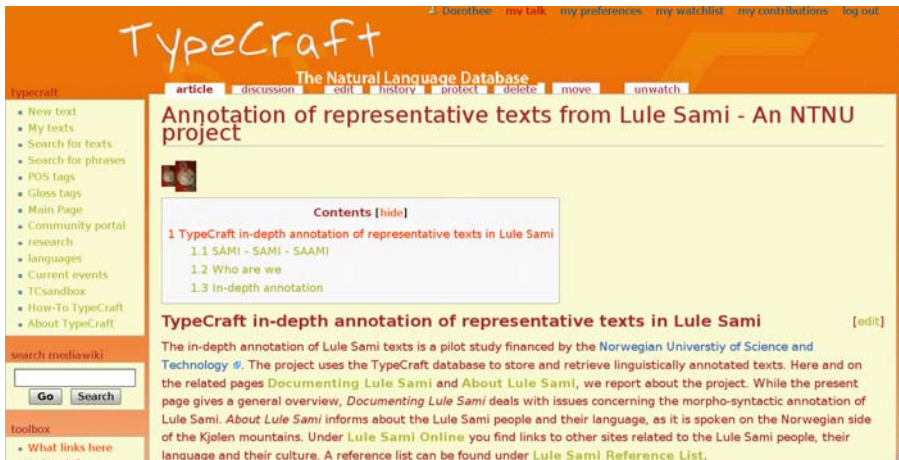 Dorothee my talk my preferences my watchlist my contributions log out
TypeCraft
The Natural Language Database
article discussion edit history protect delete move unwatch
typecraft
New text
My texts
Search for texts
Search for phrases
POS tags
Gloss tags
Main Page
Community portal
research
languages
Current events
TCsandbox
How-To TypeCraft
About TypeCraft
search mediawiki
Go Search
toolbox
What links here
Annotation of representative texts from Lule Sami - An NTNU
project
Contents [hide]
1 TypeCraft in-depth annotation of representative texts in Lule Sami
1.1 SÁMI - SAMI - SAAMI
1.2 Who are we
1.3 In-depth annotation
TypeCraft in-depth annotation of representative texts in Lule Sami [edit]
The in-depth annotation of Lule Sami texts is a pilot study financed by the Norwegian Universtiy of Science and
Technology. The project uses the TypeCraft database to store and retrieve linguistically annotated texts. Here and on
the related pages Documenting Lule Sami and About Lule Sami, we report about the project. While the present
page gives a general overview, Documenting Lule Sami deals with issues concerning the morpho-syntactic annotation of
Lule Sami. About Lule Sami informs about the Lule Sami people and their language, as it is spoken on the Norwegian side
of the Kjølen mountains. Under Lule Sami Online you find links to other sites related to the Lule Sami people, their
language and their culture. A reference list can be found under Lule Sami Reference List.